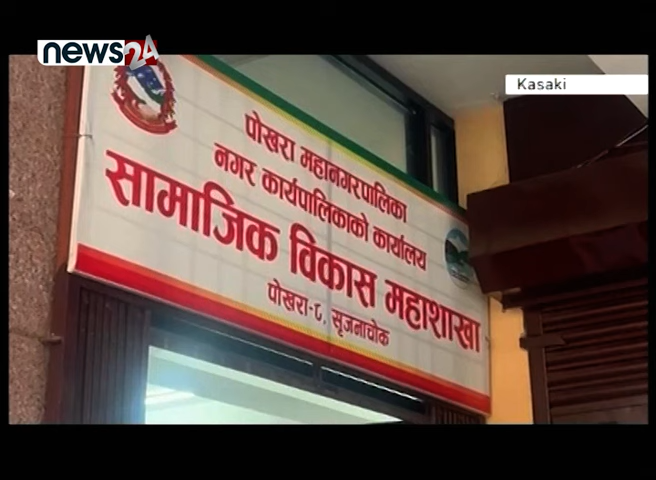 news24
Kasaki
पोखरा महानगरपालिका
नगर कार्यपालिकाको कार्यालय
सामाजिक विकास महाशाखा
पोखरा-८, सृजनाचोक